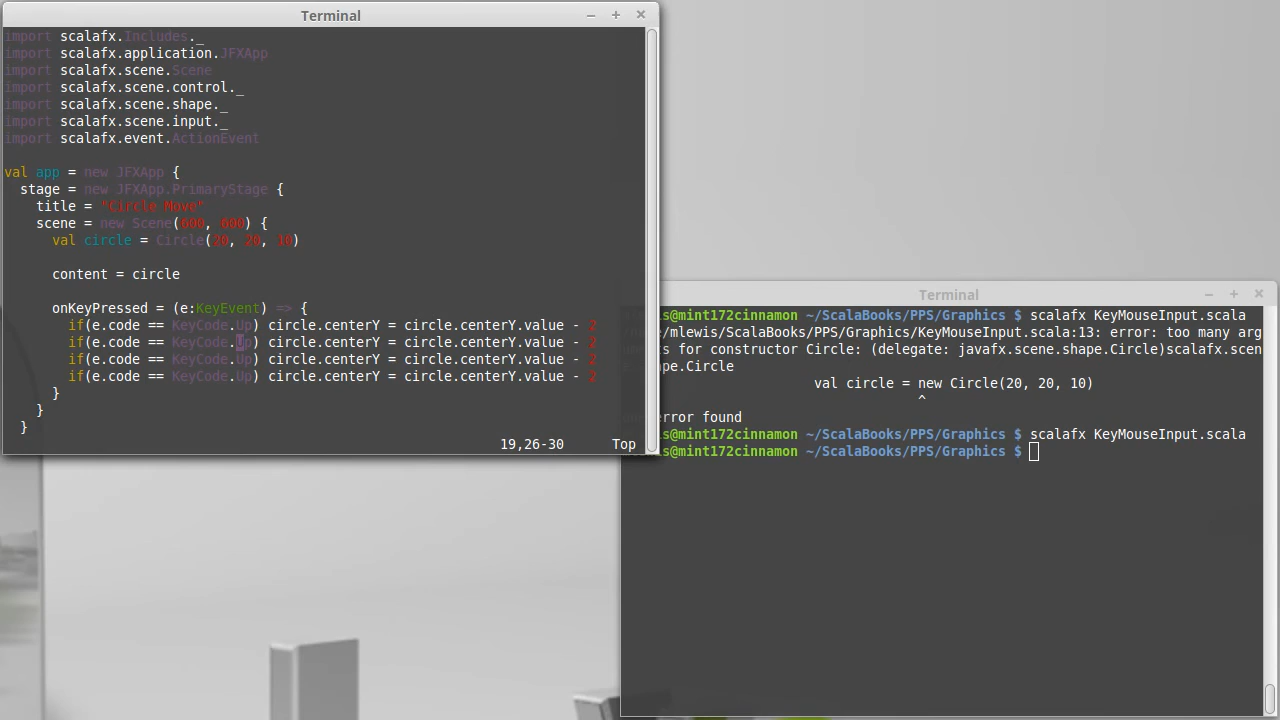 Terminal
import scalafx.Includes._
import scalafx.application.JFXApp
import scalafx.scene.Scene
import scalafx.scene.control._
import scalafx.scene.shape._
import scalafx.scene.input._
import scalafx.event.ActionEvent
val app = new JFXApp {
stage = new JFXApp.PrimaryStage {
title = "Circle Move"
scene = new Scene(600, 600) {
val circle = Circle(20, 20, 10)
content = circle
onKeyPressed = (e:KeyEvent) => {
if(e.code == KeyCode.Up) circle.centerY = circle.centerY.value - 2
if(e.code == KeyCode.Up) circle.centerY = circle.centerY.value - 2
if(e.code == KeyCode.Up) circle.centerY = circle.centerY.value - 2
if(e.code == KeyCode.Up) circle.centerY = circle.centerY.value - 2
}
}
}
19,26-30 Top
Terminal
is@mint172cinnamon ~/ScalaBooks/PPS/Graphics $ scalafx KeyMouseInput.scala
/mlewis/ScalaBooks/PPS/Graphics/KeyMouseInput.scala:13: error: too many arg
s for constructor Circle: (delegate: javafx.scene.shape.Circle)scalafx.scen
pe.Circle
val circle = new Circle(20, 20, 10)
^
error found
s@mint172cinnamon ~/ScalaBooks/PPS/Graphics $ scalafx KeyMouseInput.scala
s@mint172cinnamon ~/ScalaBooks/PPS/Graphics $